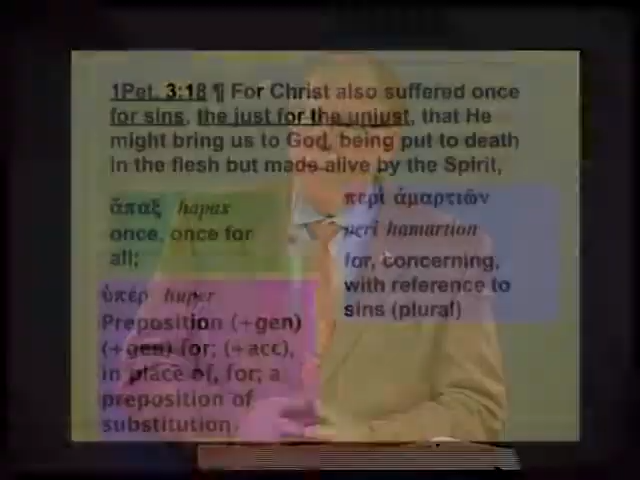 1Pet. 3:18 ¶ For Christ also suffered once
for sins, the just for the unjust, that He
might bring us to God, being put to death
in the flesh but made alive by the Spirit,
ἅπαξ hapax
once, once for
all;
περὶ ἁμαρτιῶν
peri hamartion
for, concerning,
with reference to
sins (plural)
ὑπέρ huper
Preposition (+gen)
(+gen) for; (+acc),
in place of, for; a
preposition of
substitution.